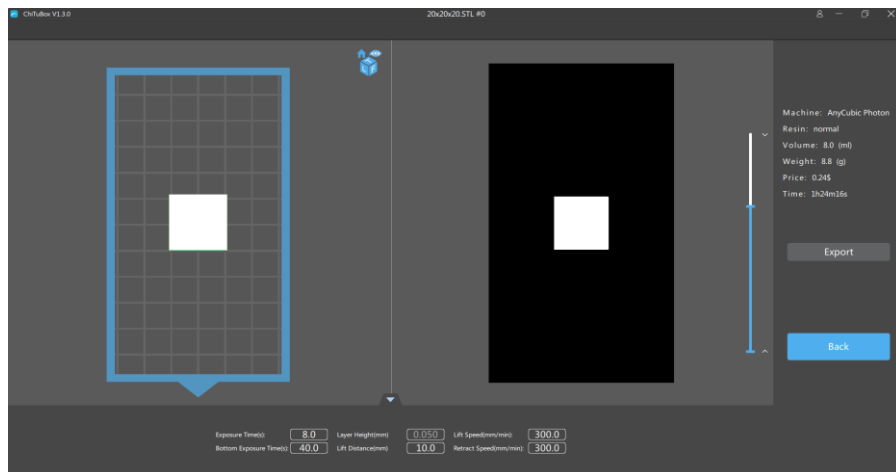 ChiTuBox V1.3.0
20x20x20.STL #0
Machine: AnyCubic Photon
Resin: normal
Volume: 8.0 (ml)
Weight: 8.8 (g)
Price: 0.24$
Time: 1h24m16s
Export
Back
Exposure Time(s): 8.0 Layer Height(mm) 0.050 Lift Speed(mm/min): 300.0
Bottom Exposure Time(s): 40.0 Lift Distance(mm) 10.0 Retract Speed(mm/min): 300.0